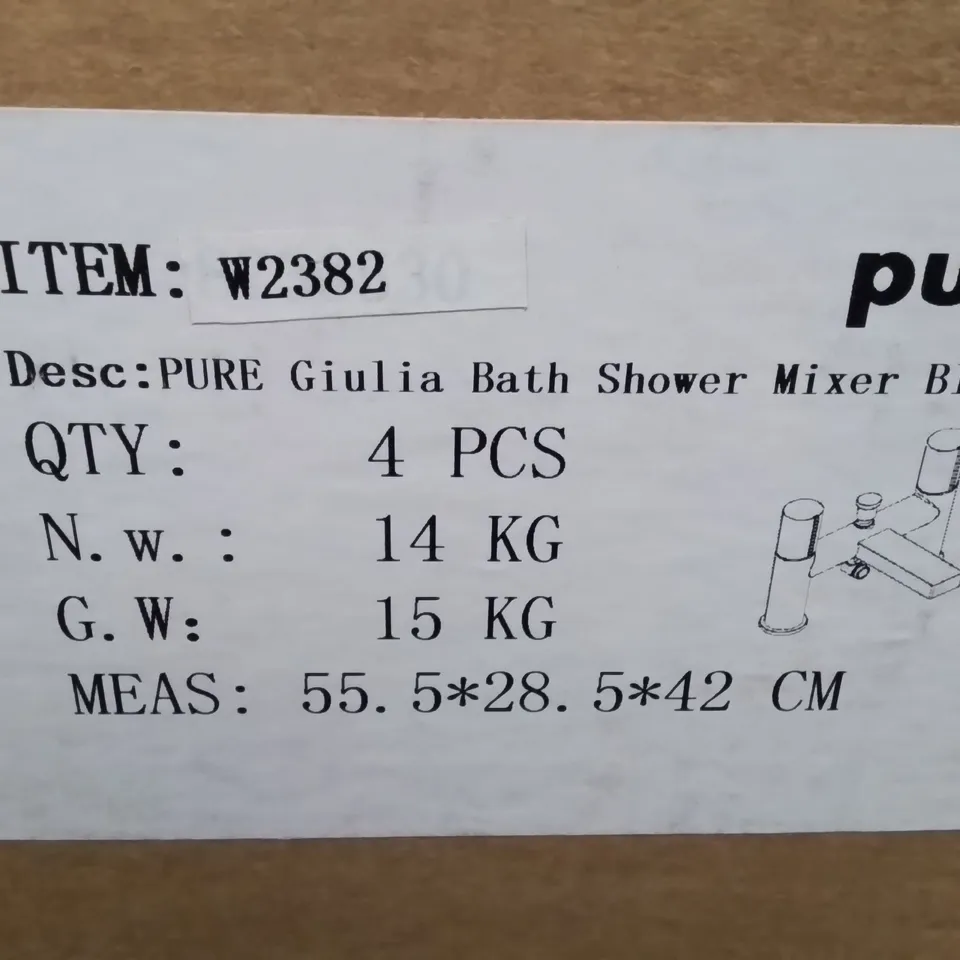 ITEM: W2382
pu
Desc:PURE Giulia Bath Shower Mixer Bl
QTY: 4 PCS
N.w.: 14 KG
G.W: 15 KG
MEAS: 55.5*28.5*42 CM